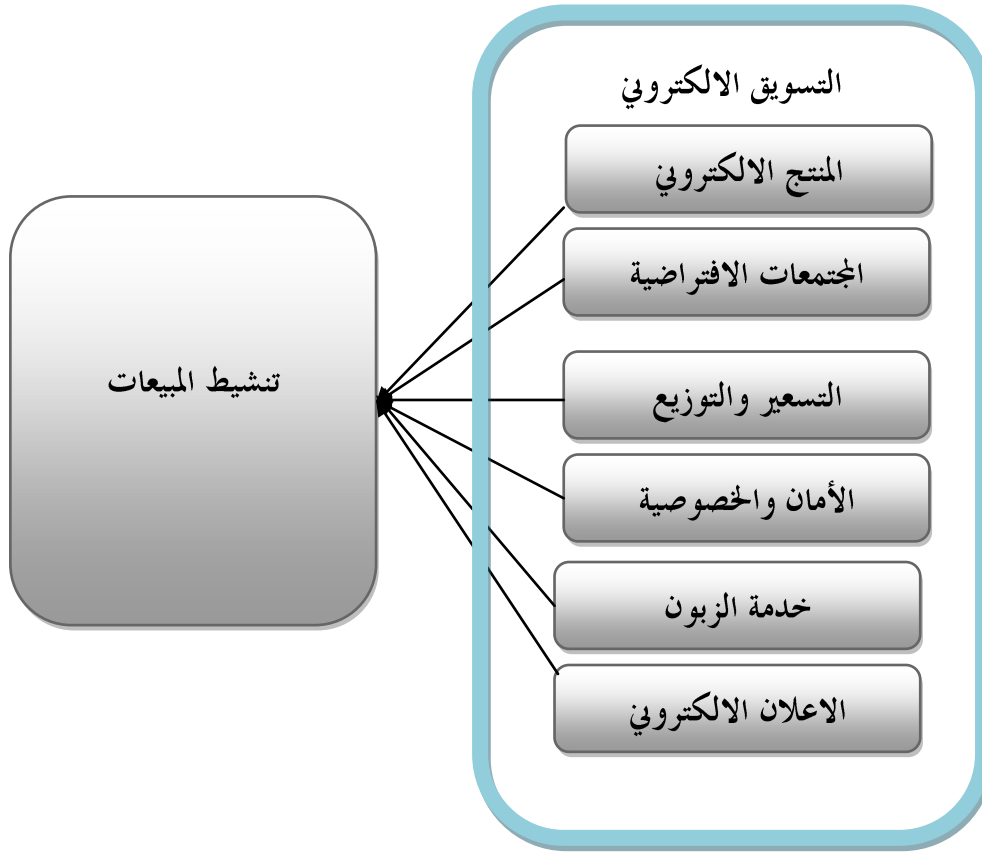 التسويق الالكتروني
المنتج الالكتروني
المجتمعات الافتراضية
التسعير والتوزيع
الأمان والخصوصية
خدمة الزبون
الاعلان الالكتروني
تنشيط المبيعات